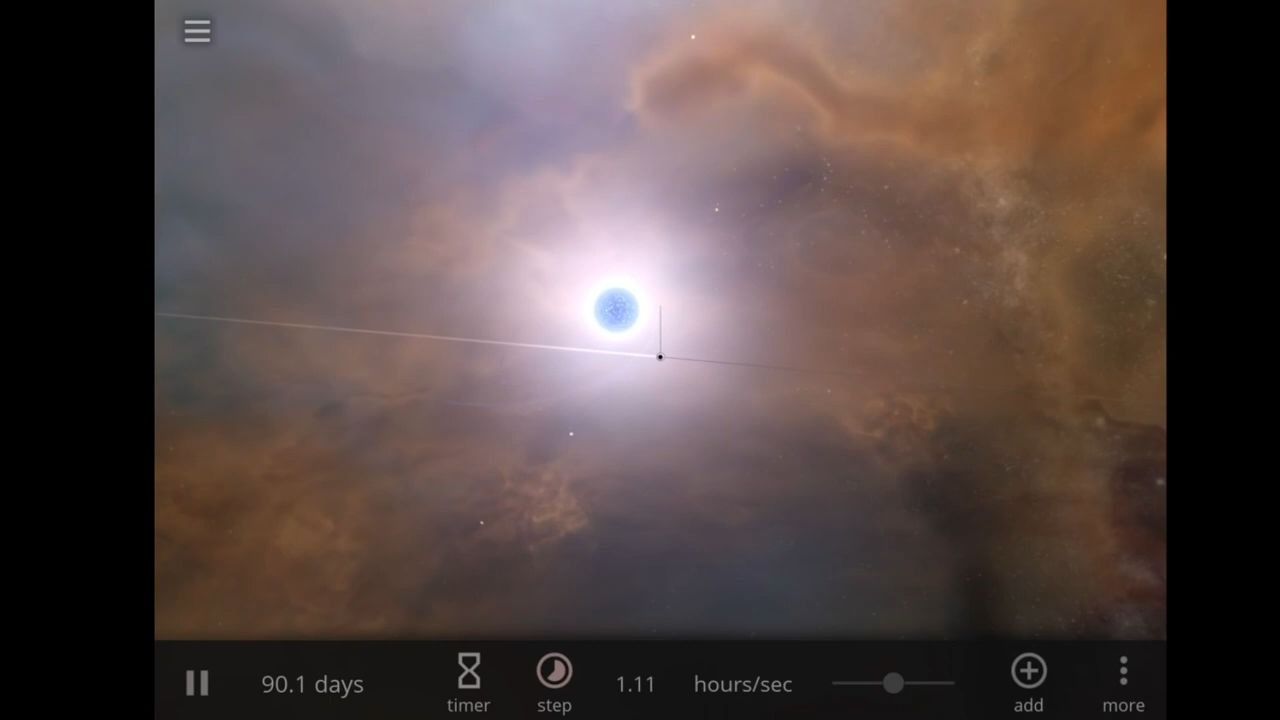 90.1 days
timer
step
1.11 hours/sec
add
more